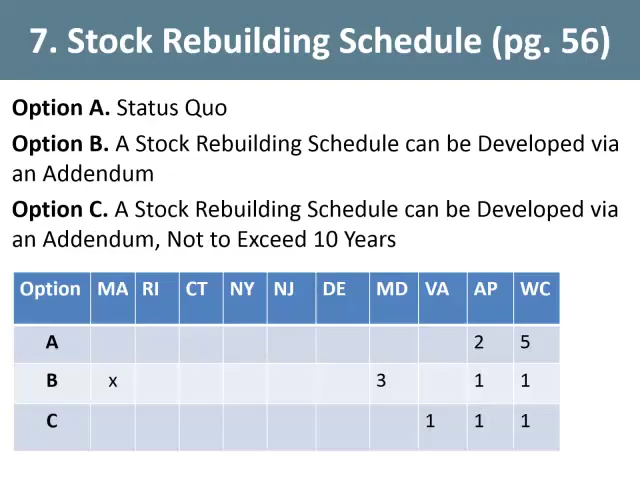 7. Stock Rebuilding Schedule (pg. 56)
Option A. Status Quo
Option B. A Stock Rebuilding Schedule can be Developed via
an Addendum
Option C. A Stock Rebuilding Schedule can be Developed via
an Addendum, Not to Exceed 10 Years
Option MA RI CT NY NJ DE MD VA AP WC
A 2 5
B x 3 1 1
C 1 1 1